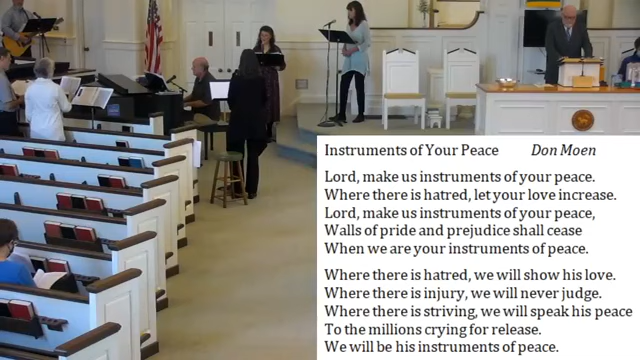 Instruments of Your Peace Don Moen
Lord, make us instruments of your peace.
Where there is hatred, let your love increase.
Lord, make us instruments of your peace,
Walls of pride and prejudice shall cease
When we are your instruments of peace.
Where there is hatred, we will show his love.
Where there is injury, we will never judge.
Where there is striving, we will speak his peace
To the millions crying for release.
We will be his instruments of peace.